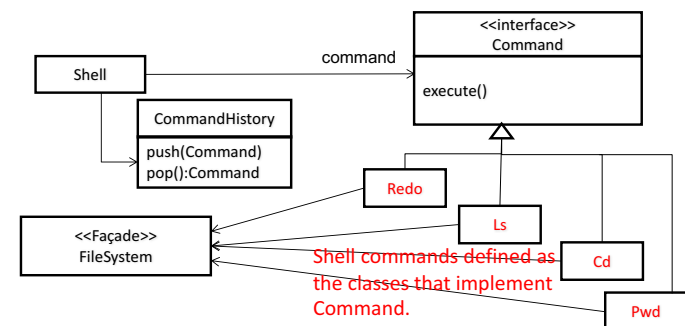 <<interface>>
Command
command
Shell
execute()
CommandHistory
push(Command)
pop():Command
Redo
Ls
<<Façade>>
FileSystem
Shell commands defined as
the classes that implement
Command.
Cd
Pwd